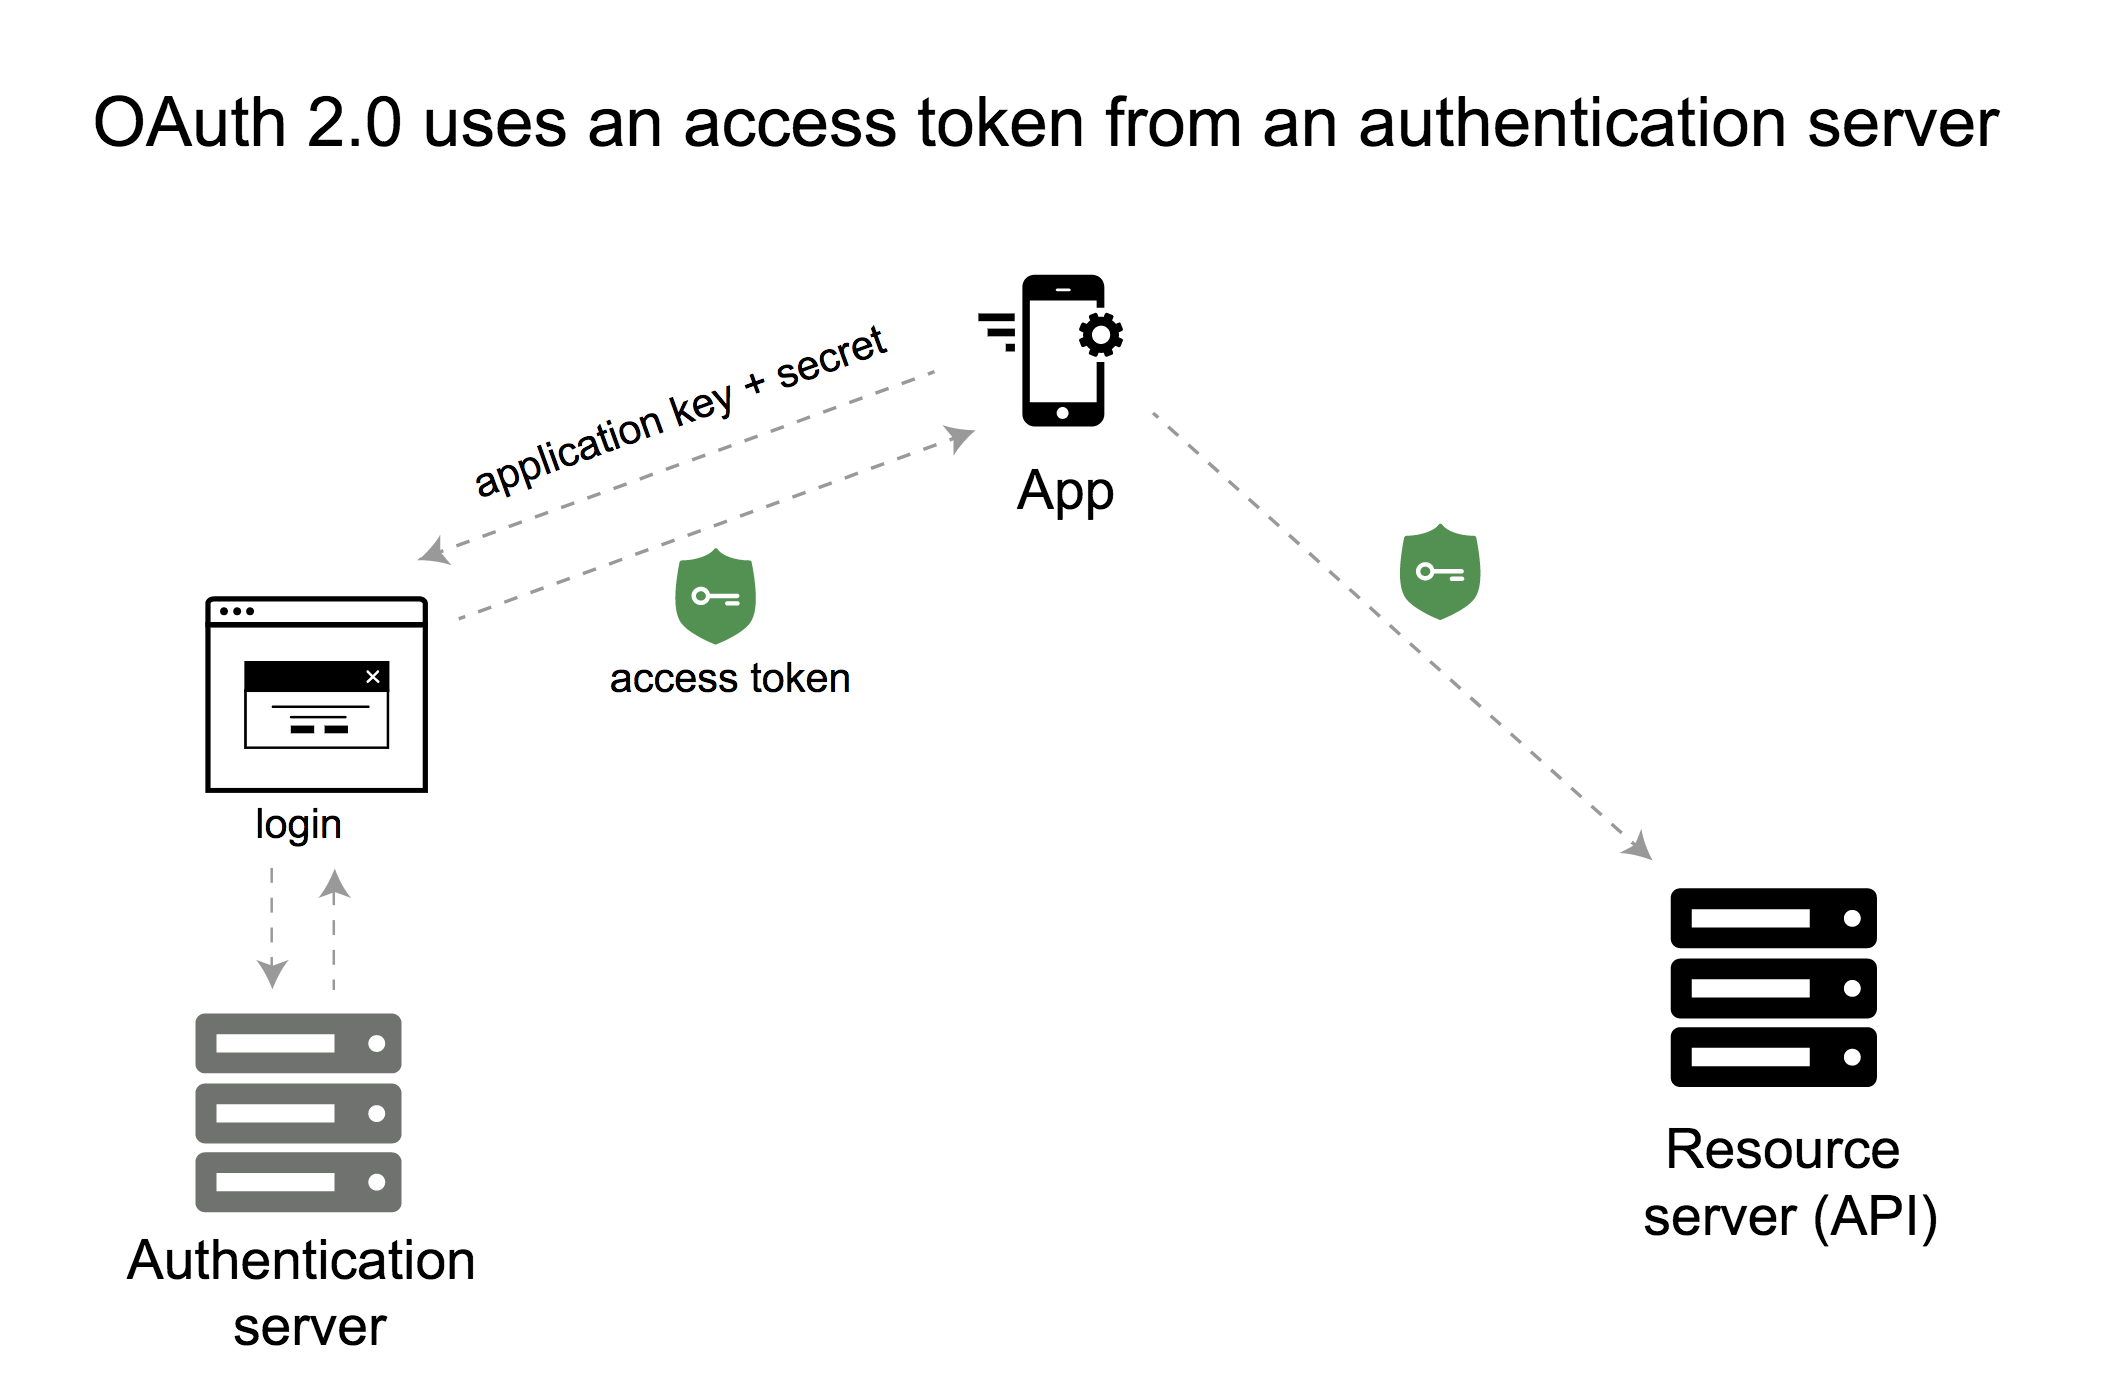 OAuth 2.0 uses an access token from an authentication server
application key + secret
App
access token
login
Resource
server (API)
Authentication
server